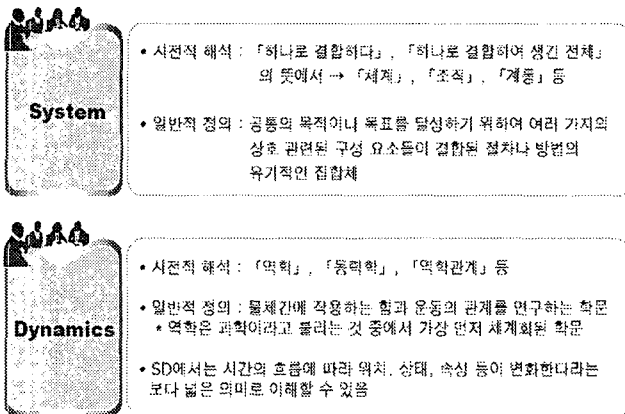 System
• 사전적 해석 : 「하나로 결합하다」, 「하나로 결합하여 생긴 전체」
의 뜻에서 ⇢ 「세계」, 「조직」, 「계통」 등
• 일반적 정의 : 공통의 목적이나 목표를 달성하기 위하여 여러 가지의
상호 관련된 구성 요소들이 결합된 절차나 방법의
유기적인 집합체
Dynamics
• 사전적 해석 : 「역학」, 「동력학」, 「역학관계」 등
• 일반적 정의 : 물체간에 작용하는 힘과 운동의 관계를 연구하는 학문
* 역학은 과학이라고 불리는 것 중에서 가장 먼저 세계화된 학문
• SD에서는 시간의 흐름에 따라 위치, 상태, 속성 등이 변화한다라는
보다 넓은 의미로 이해할 수 있음